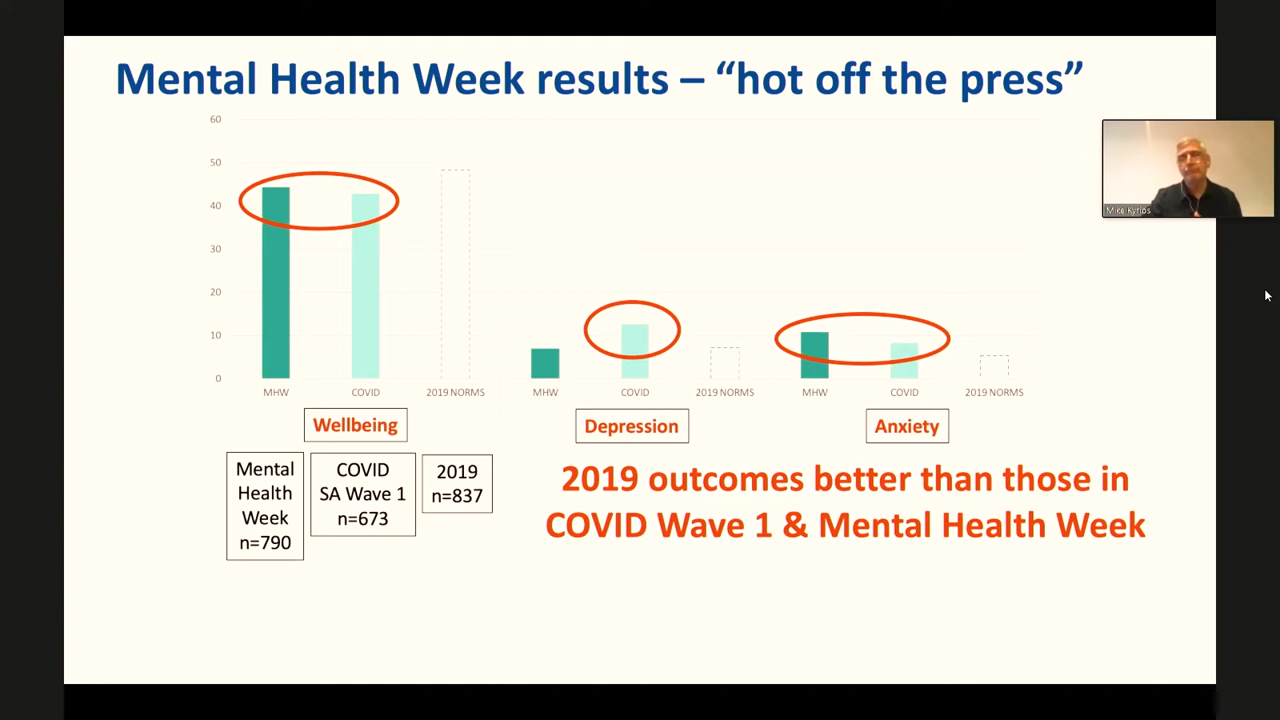 Mental Health Week results – “hot off the press”
60
50
40
30
20
10
0
MHW
COVID
2019 NORMS
MHW
COVID
2019 NORMS
MHW
COVID
2019 NORMS
Wellbeing
Depression
Anxiety
Mental
Health
Week
n=790
COVID
SA Wave 1
n=673
2019
n=837
2019 outcomes better than those in
COVID Wave 1 & Mental Health Week
Mike Kyrios